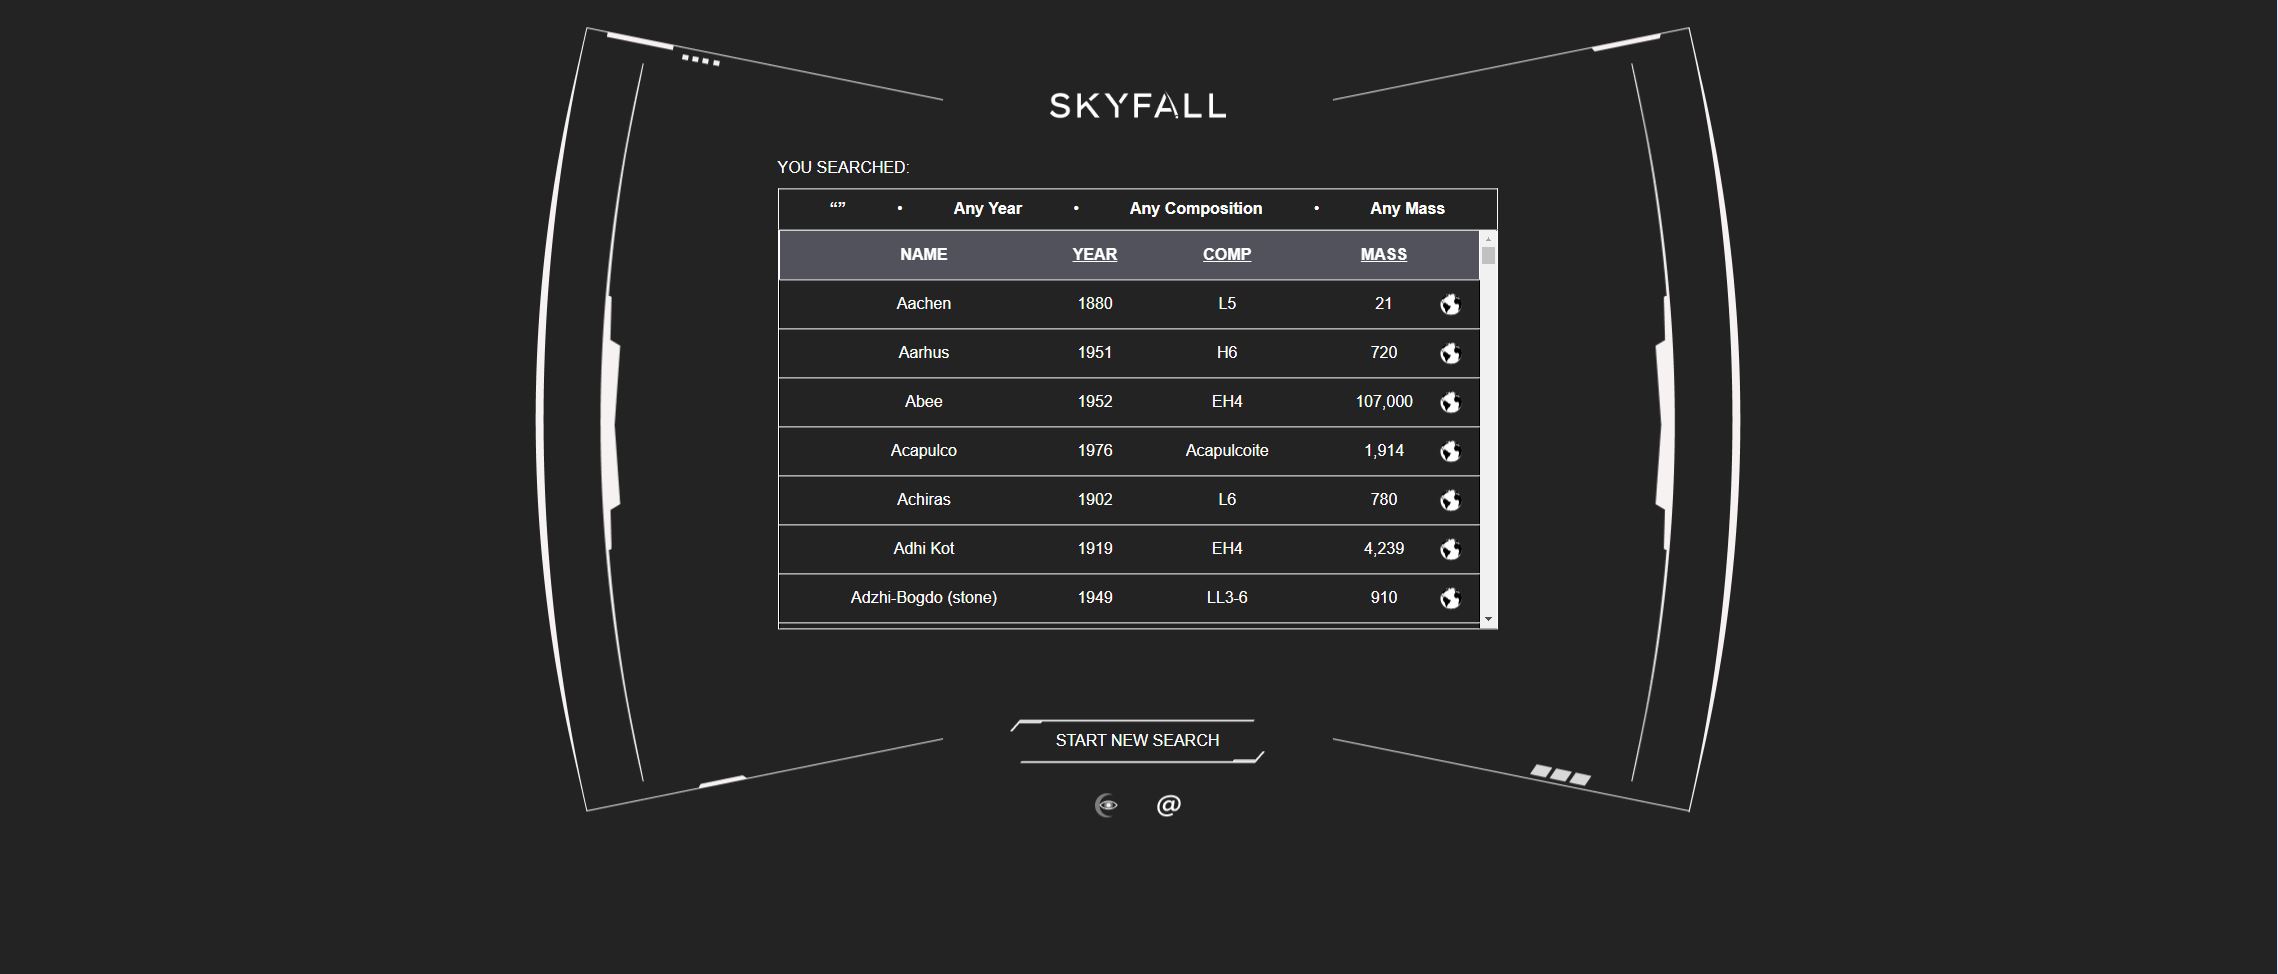 SKYFALL
YOU SEARCHED:
“” • Any Year • Any Composition • Any Mass
NAME YEAR COMP MASS
Aachen 1880 L5 21
Aarhus 1951 H6 720
Abee 1952 EH4 107,000
Acapulco 1976 Acapulcoite 1,914
Achiras 1902 L6 780
Adhi Kot 1919 EH4 4,239
Adzhi-Bogdo (stone) 1949 LL3-6 910
START NEW SEARCH
@